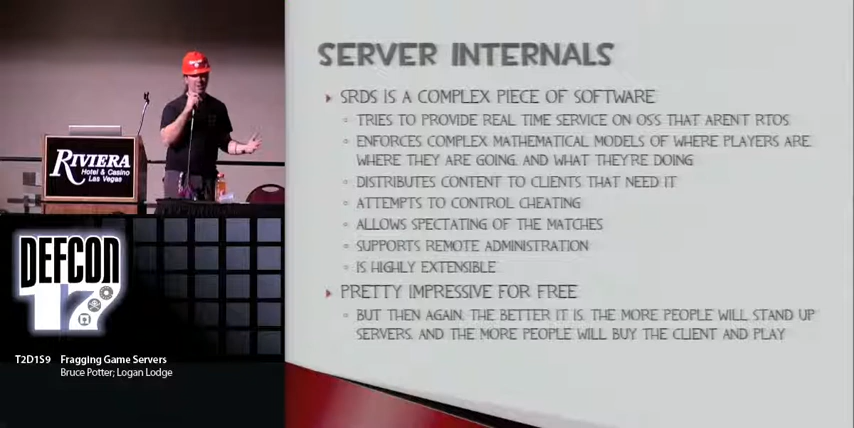 SERVER INTERNALS
SRDS IS A COMPLEX PIECE OF SOFTWARE
TRIES TO PROVIDE REAL TIME SERVICE ON OS'S THAT ARENT RTOS
ENFORCES COMPLEX MATHEMATICAL MODELS OF WHERE PLAYERS ARE,
WHERE THEY ARE GOING, AND WHAT THEY'RE DOING
DISTRIBUTES CONTENT TO CLIENTS THAT NEED IT
ATTEMPTS TO CONTROL CHEATING
ALLOWS SPECTATING OF THE MATCHES
SUPPORTS REMOTE ADMINISTRATION
IS HIGHLY EXTENSIBLE
PRETTY IMPRESSIVE FOR FREE
BUT THEN AGAIN, THE BETTER IT IS, THE MORE PEOPLE WILL STAND UP
SERVERS, AND THE MORE PEOPLE WILL BUY THE CLIENT AND PLAY
RIVIERA
Hotel & Casino
Las Vegas
DEFCON
17
T2D1S9 Fragging Game Servers
Bruce Potter; Logan Lodge